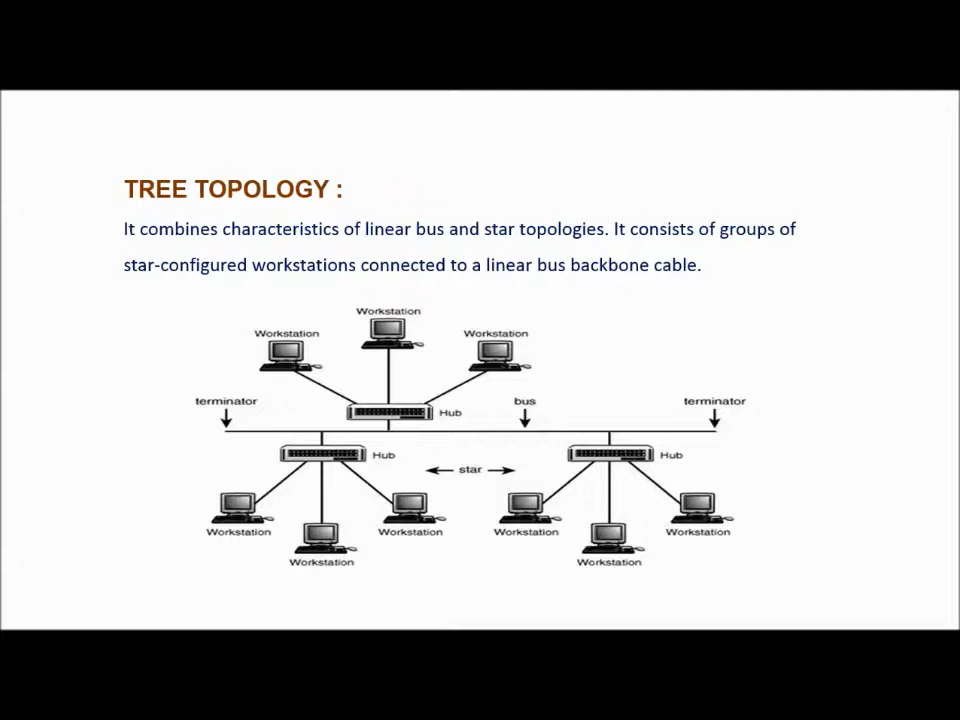 TREE TOPOLOGY :
It combines characteristics of linear bus and star topologies. It consists of groups of
star-configured workstations connected to a linear bus backbone cable.
Workstation
Workstation
Workstation
terminator
Hub
bus
terminator
Hub
star
Hub
Workstation
Workstation
Workstation
Workstation
Workstation
Workstation